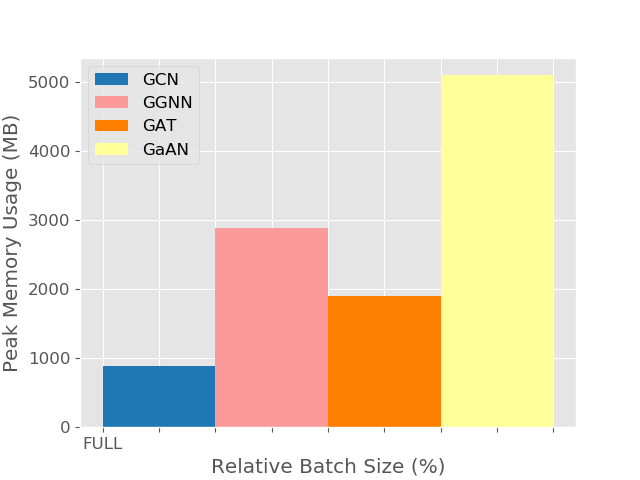 GCN
GGNN
GAT
GaAN
5000
4000
3000
2000
1000
0
Peak Memory Usage (MB)
FULL
Relative Batch Size (%)